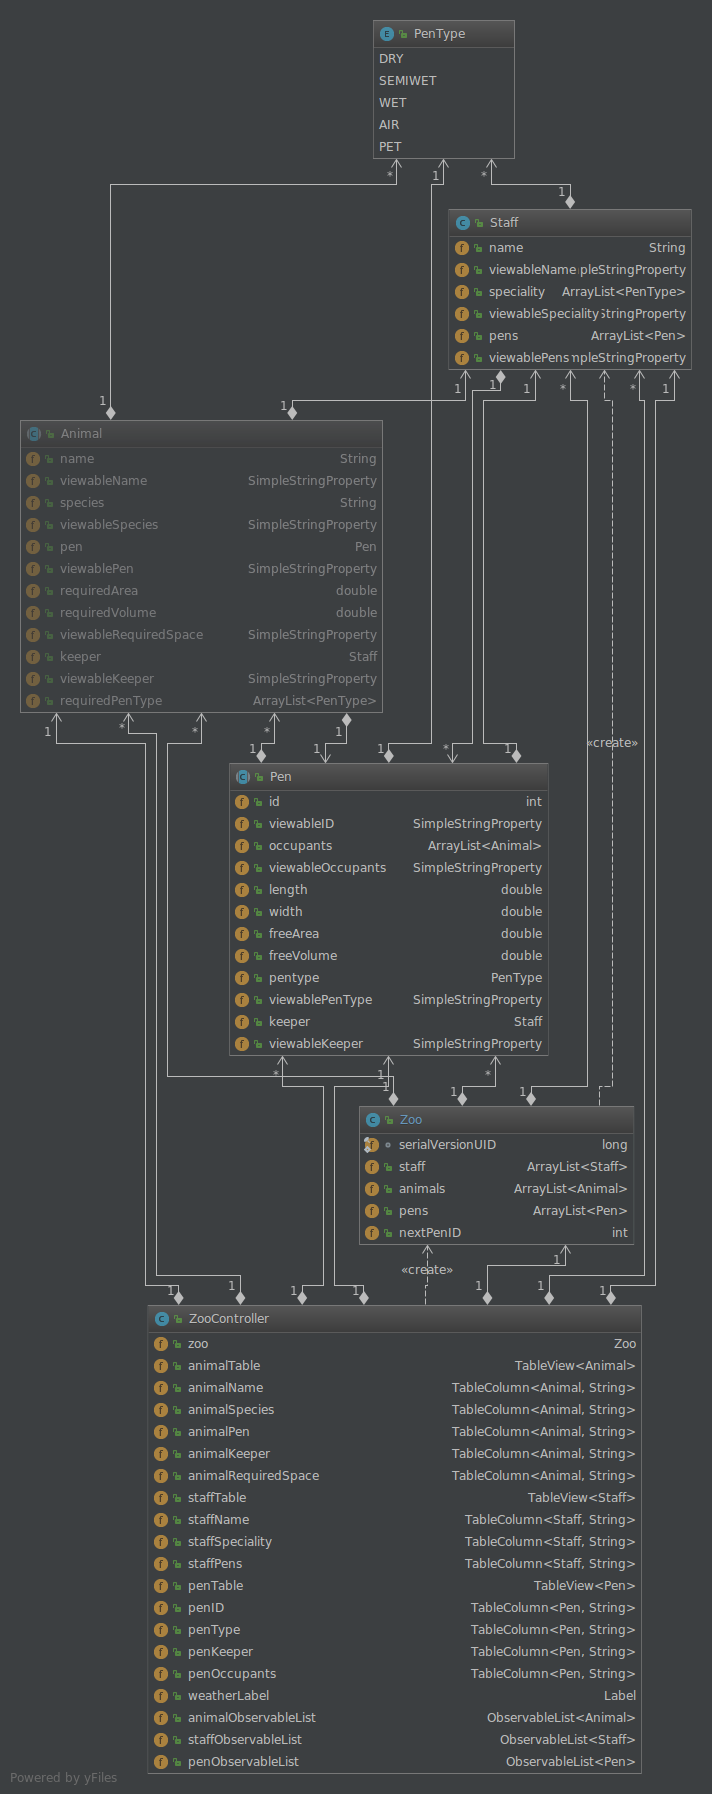 PenType
DRY
SEMIWET
WET
AIR
PET
* 1 *
1
Staff
name String
viewableName pleStringProperty
speciality ArrayList<PenType>
viewableSpeciality StringProperty
pens ArrayList<Pen>
viewablePens mpleStringProperty
1 1 1 * * 1
1 1
Animal
name String
viewableName SimpleStringProperty
species String
viewableSpecies SimpleStringProperty
pen Pen
viewablePen SimpleStringProperty
requiredArea double
requiredVolume double
viewableRequiredSpace SimpleStringProperty
keeper Staff
viewableKeeper SimpleStringProperty
requiredPenType ArrayList<PenType>
1 * * * 1
«create»
1 1 1 * 1
Pen
id int
viewableID SimpleStringProperty
occupants ArrayList<Animal>
viewableOccupants SimpleStringProperty
length double
width double
freeArea double
freeVolume double
pentype PenType
viewablePenType SimpleStringProperty
keeper Staff
viewableKeeper SimpleStringProperty
* 1 *
1 1 1
Zoo
serialVersionUID long
staff ArrayList<Staff>
animals ArrayList<Animal>
pens ArrayList<Pen>
nextPenID int
1
«create»
1 1 1 1 1 1 1
ZooController
zoo Zoo
animalTable TableView<Animal>
animalName TableColumn<Animal, String>
animalSpecies TableColumn<Animal, String>
animalPen TableColumn<Animal, String>
animalKeeper TableColumn<Animal, String>
animalRequiredSpace TableColumn<Animal, String>
staffTable TableView<Staff>
staffName TableColumn<Staff, String>
staffSpeciality TableColumn<Staff, String>
staffPens TableColumn<Staff, String>
penTable TableView<Pen>
penID TableColumn<Pen, String>
penType TableColumn<Pen, String>
penKeeper TableColumn<Pen, String>
penOccupants TableColumn<Pen, String>
weatherLabel Label
animalObservableList ObservableList<Animal>
staffObservableList ObservableList<Staff>
penObservableList ObservableList<Pen>
Powered by yFiles